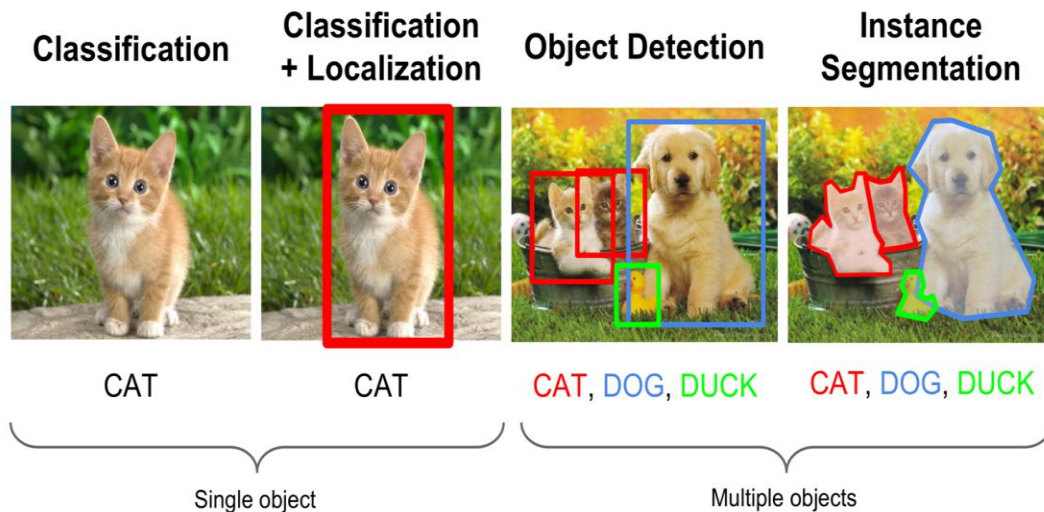 Classification
Classification
+ Localization
Object Detection
Instance
Segmentation
CAT
CAT
CAT, DOG, DUCK
CAT, DOG, DUCK
Single object
Multiple objects